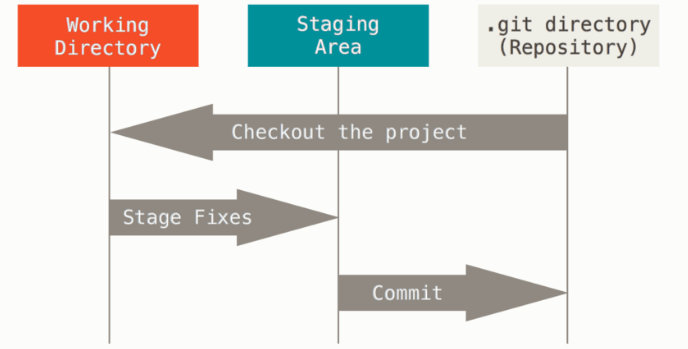 Working
Directory
Staging
Area
.git directory
(Repository)
Checkout the project
Stage Fixes
Commit